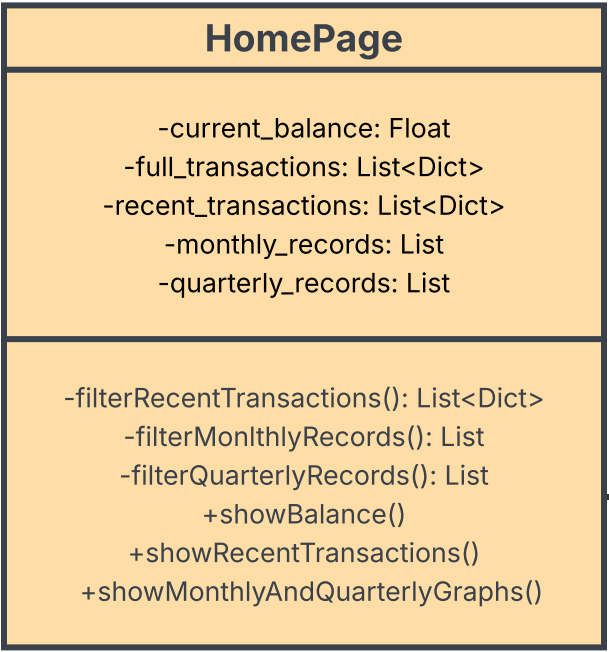 HomePage
-current_balance: Float
-full_transactions: List<Dict>
-recent_transactions: List<Dict>
-monthly_records: List
-quarterly_records: List
-filterRecentTransactions(): List<Dict>
-filterMonlthlyRecords(): List
-filterQuarterlyRecords(): List
+showBalance()
+showRecentTransactions()
+showMonthlyAndQuarterlyGraphs()